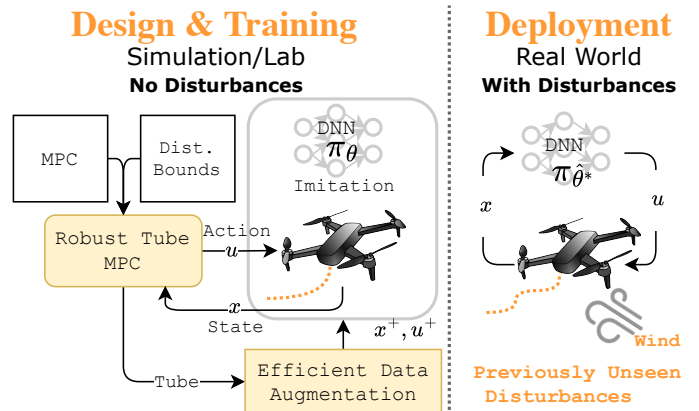 Design & Training
Simulation/Lab
No Disturbances
MPC
Dist.
Bounds
DNN
πθ
Imitation
Robust Tube
MPC
Action
u
x
State
x⁺, u⁺
Tube
Efficient Data
Augmentation
Deployment
Real World
With Disturbances
DNN
π_θ̂*
x
u
Wind
Previously Unseen
Disturbances